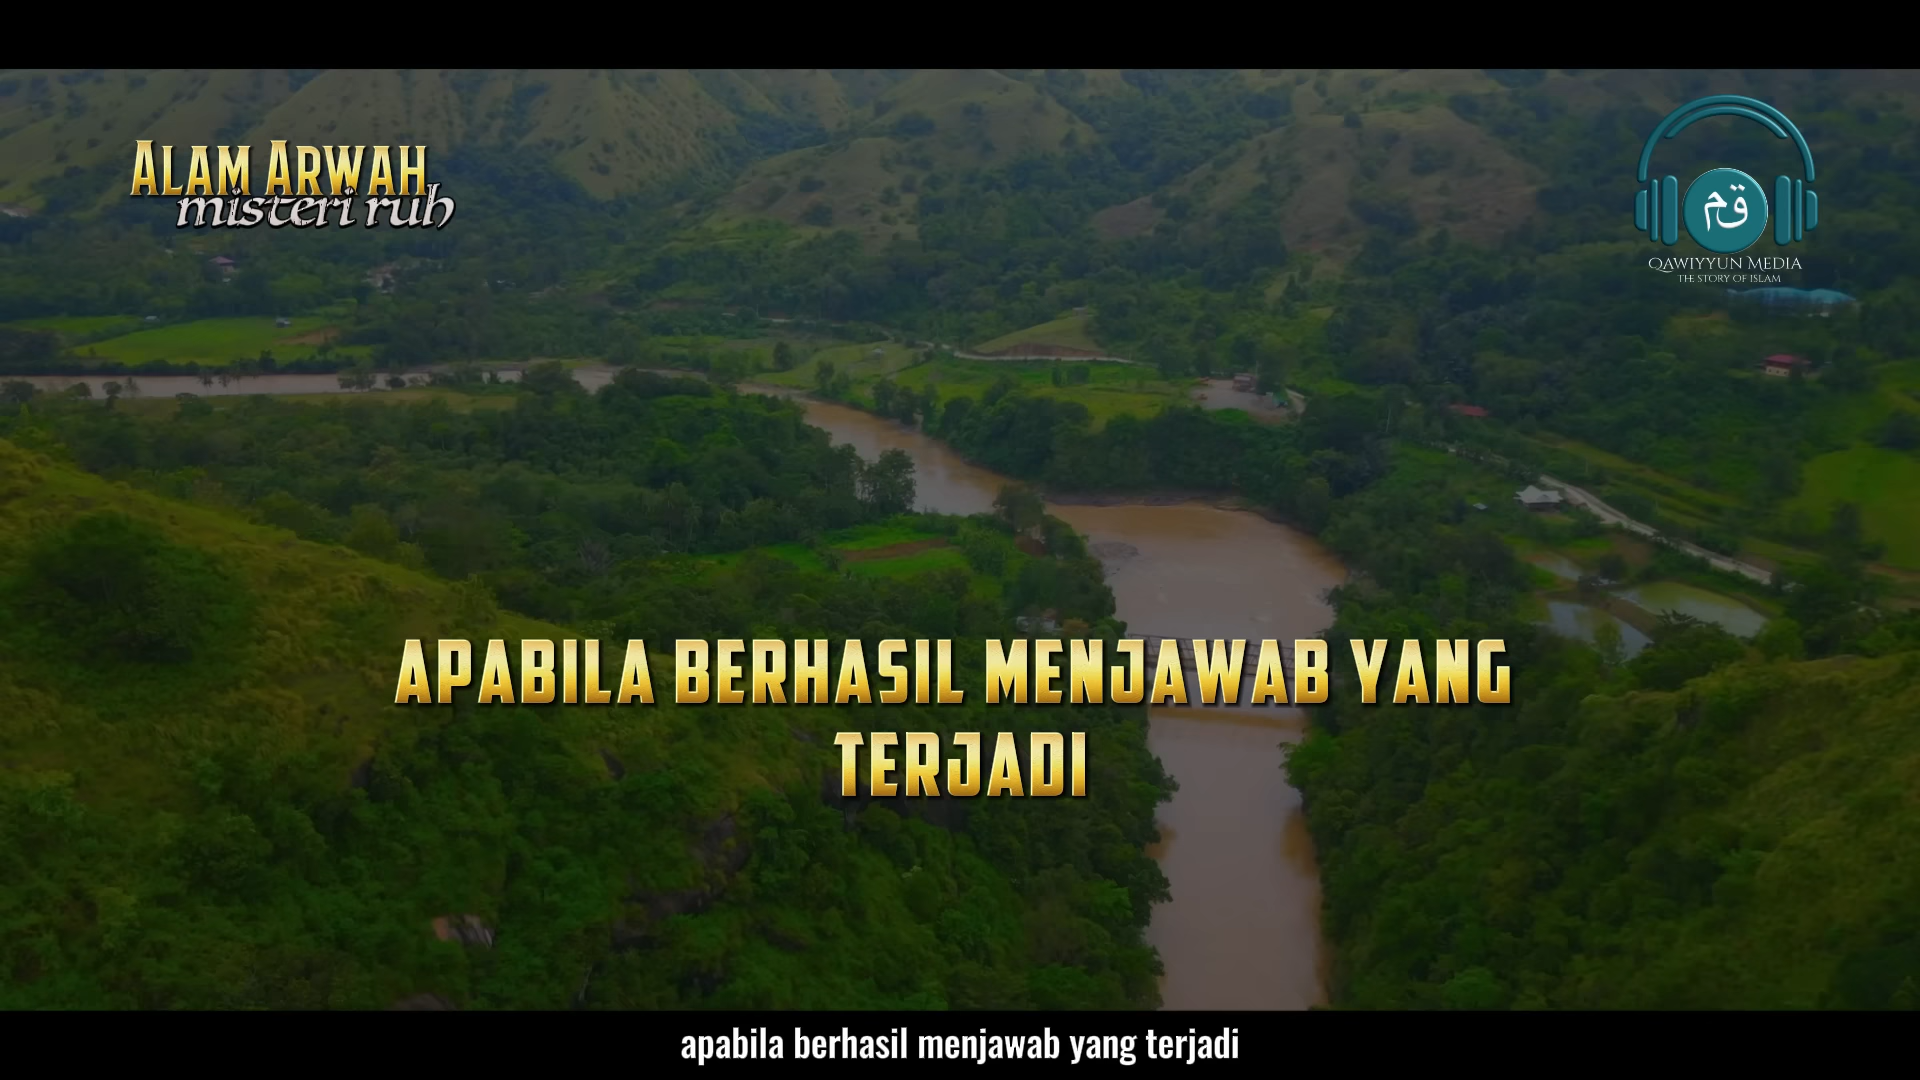 ALAM ARWAH
misteri ruh
قم
QAWIYYUN MEDIA
THE STORY OF ISLAM
APABILA BERHASIL MENJAWAB YANG
TERJADI
apabila berhasil menjawab yang terjadi